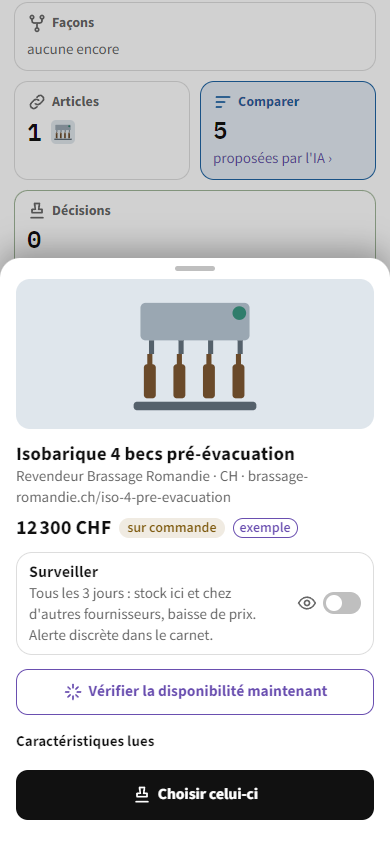 Façons
aucune encore
Articles
1
Comparer
5
proposées par l'IA ›
Décisions
0
Isobarique 4 becs pré-évacuation
Revendeur Brassage Romandie · CH · brassage-
romandie.ch/iso-4-pre-evacuation
12 300 CHF
sur commande
exemple
Surveiller
Tous les 3 jours : stock ici et chez
d'autres fournisseurs, baisse de prix.
Alerte discrète dans le carnet.
Vérifier la disponibilité maintenant
Caractéristiques lues
Choisir celui-ci